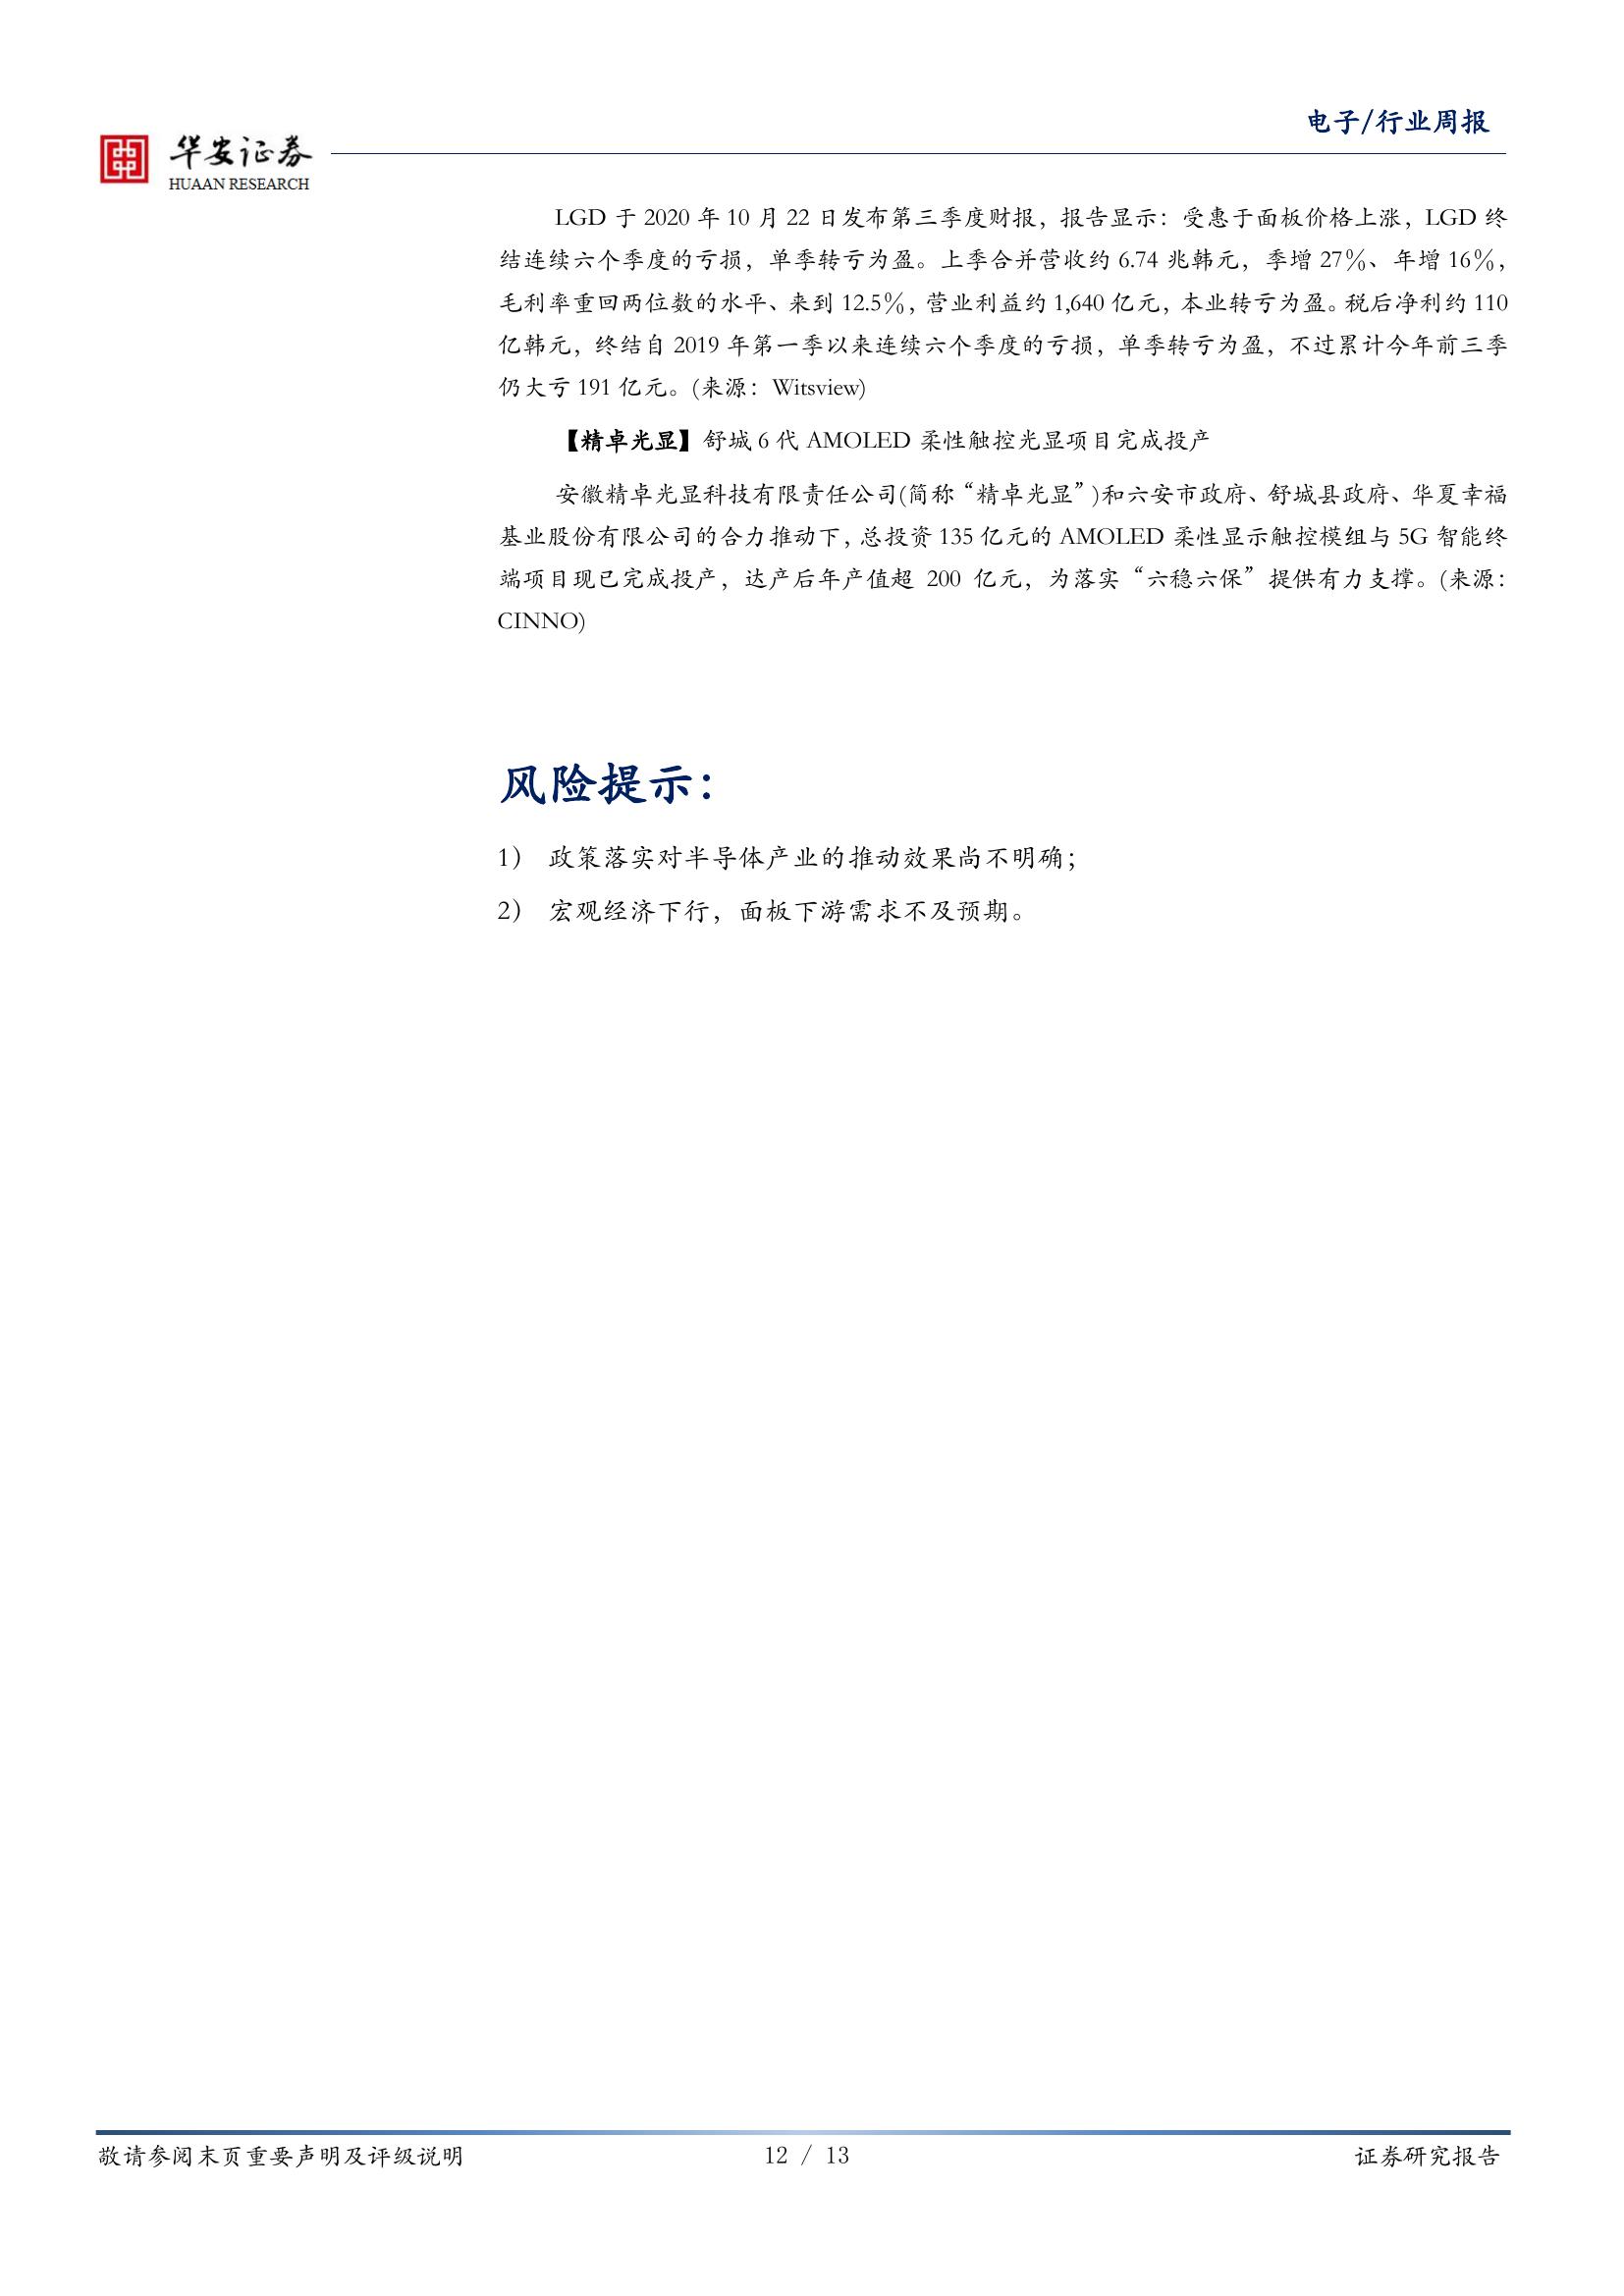 电子/行业周报
华安证券
HUAAN RESEARCH
LGD 于 2020 年 10 月 22 日发布第三季度财报，报告显示：受惠于面板价格上涨，LGD 终
结连续六个季度的亏损，单季转亏为盈。上季合并营收约 6.74 兆韩元，季增 27%、年增 16%，
毛利率重回两位数的水平、来到 12.5%，营业利益约 1,640 亿元，本业转亏为盈。税后净利约 110
亿韩元，终结自 2019 年第一季以来连续六个季度的亏损，单季转亏为盈，不过累计今年前三季
仍大亏 191 亿元。(来源：Witsview)
【精卓光显】舒城 6 代 AMOLED 柔性触控光显项目完成投产
安徽精卓光显科技有限责任公司(简称“精卓光显”)和六安市政府、舒城县政府、华夏幸福
基业股份有限公司的合力推动下，总投资 135 亿元的 AMOLED 柔性显示触控模组与 5G 智能终
端项目现已完成投产，达产后年产值超 200 亿元，为落实“六稳六保”提供有力支撑。(来源：
CINNO)
风险提示：
1） 政策落实对半导体产业的推动效果尚不明确；
2） 宏观经济下行，面板下游需求不及预期。
敬请参阅末页重要声明及评级说明
12 / 13
证券研究报告